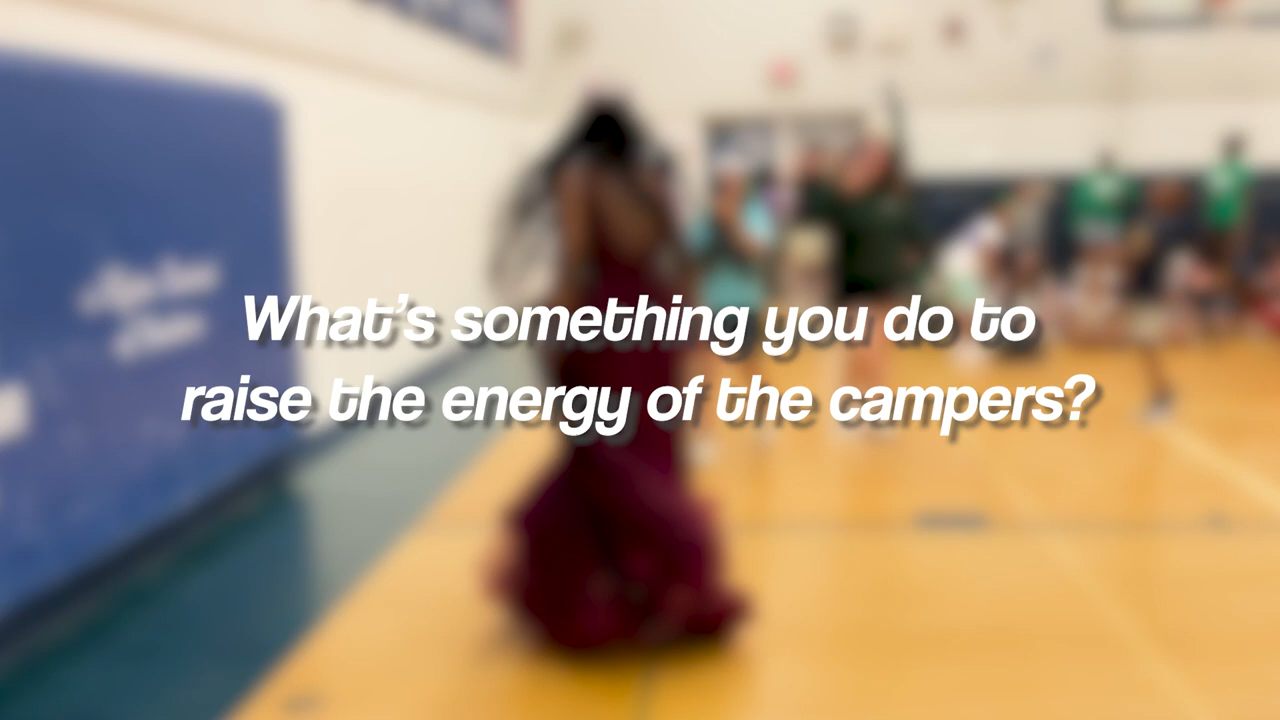 What's something you do to
raise the energy of the campers?